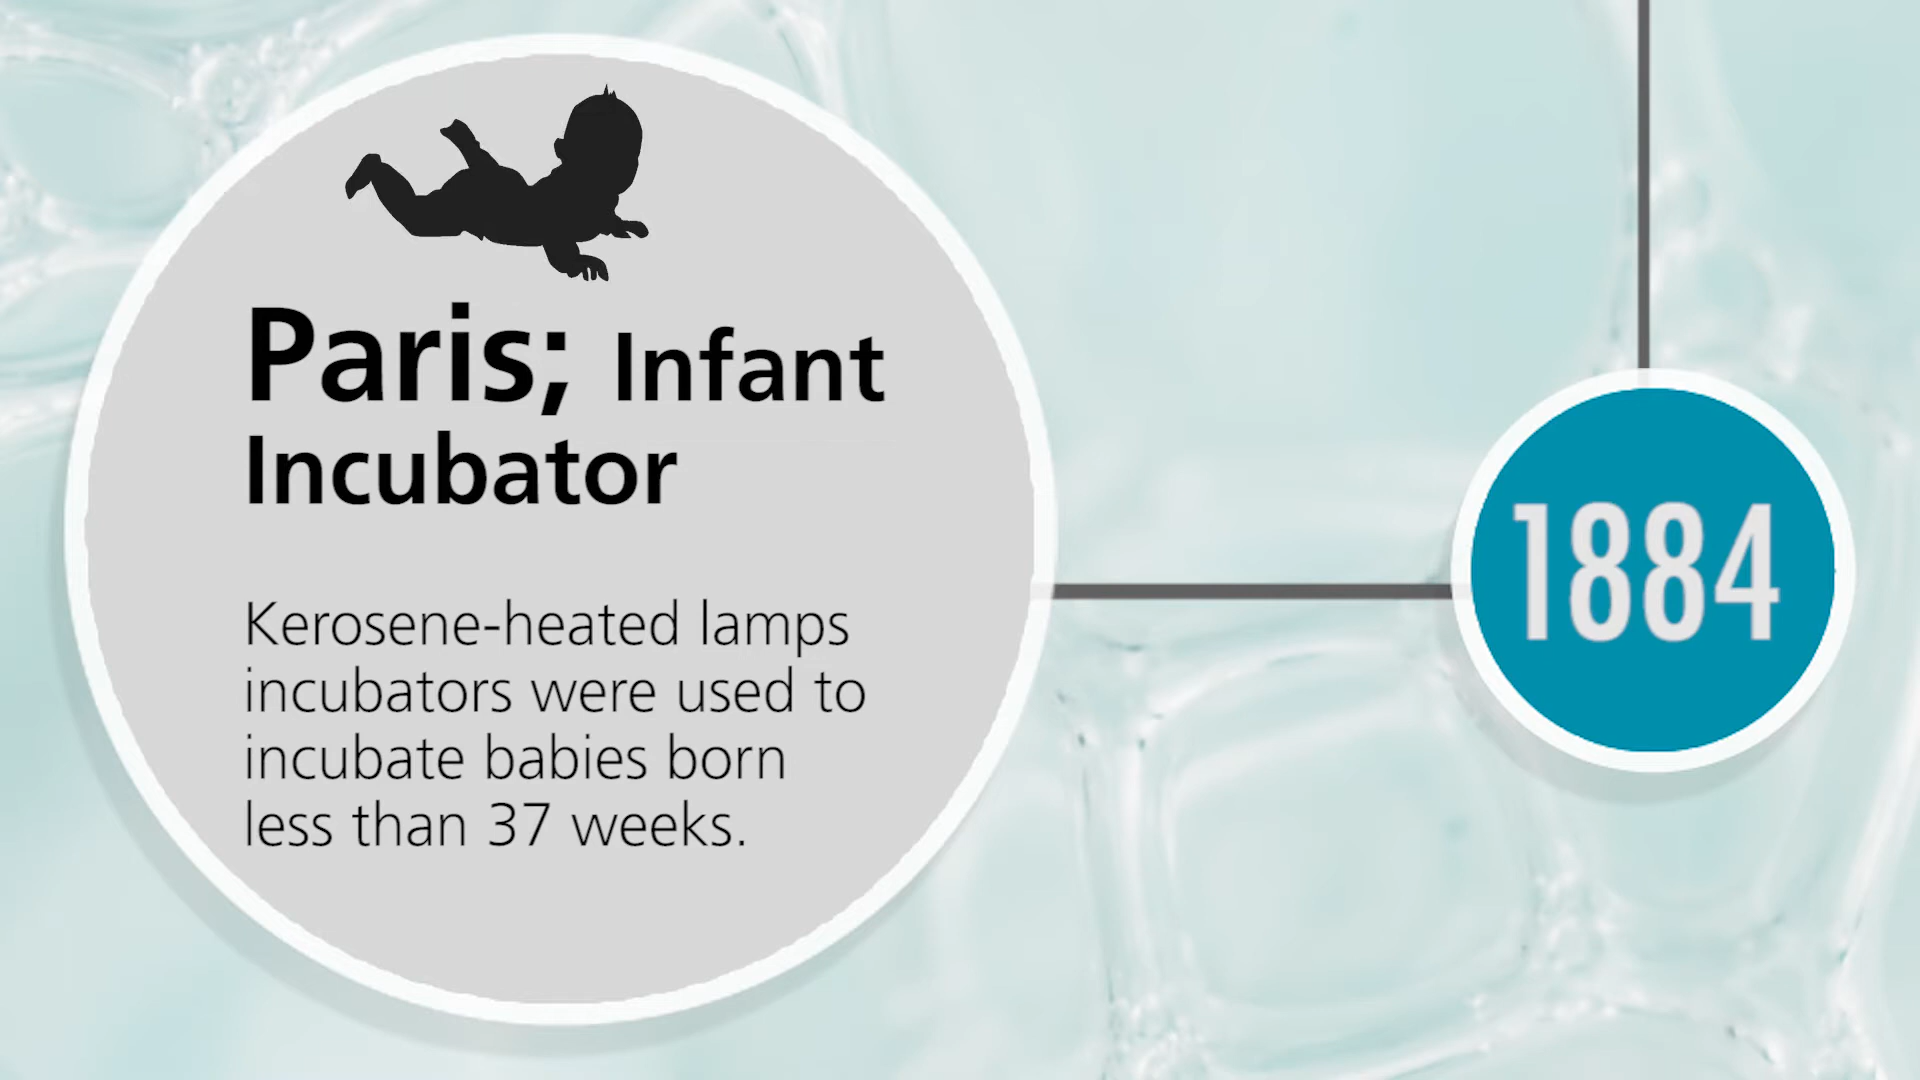 Paris; Infant
Incubator
Kerosene-heated lamps
incubators were used to
incubate babies born
less than 37 weeks.
1884